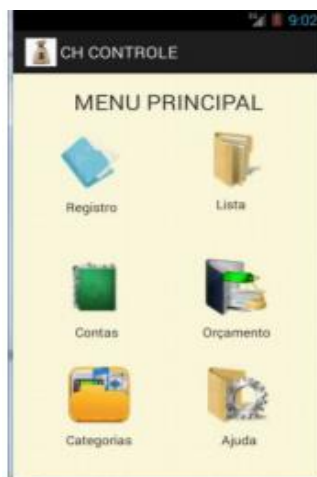 9:02
CH CONTROLE
MENU PRINCIPAL
Registro
Lista
Contas
Orçamento
Categorias
Ajuda